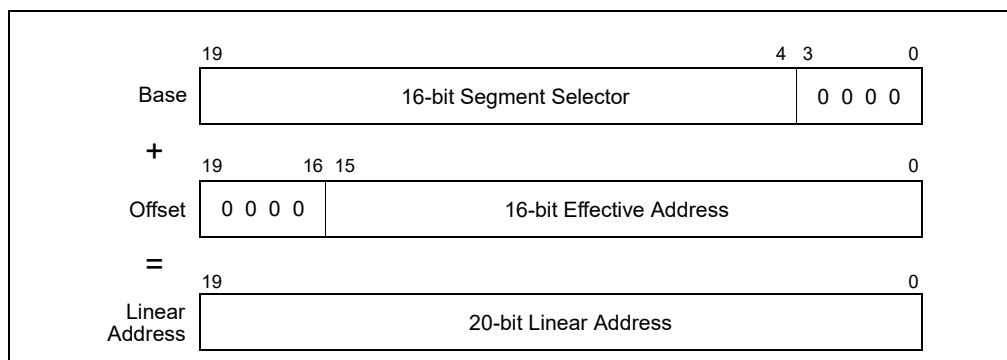 19 4 3 0
Base 16-bit Segment Selector 0 0 0 0
+
19 16 15 0
Offset 0 0 0 0 16-bit Effective Address
=
19 0
Linear
Address 20-bit Linear Address